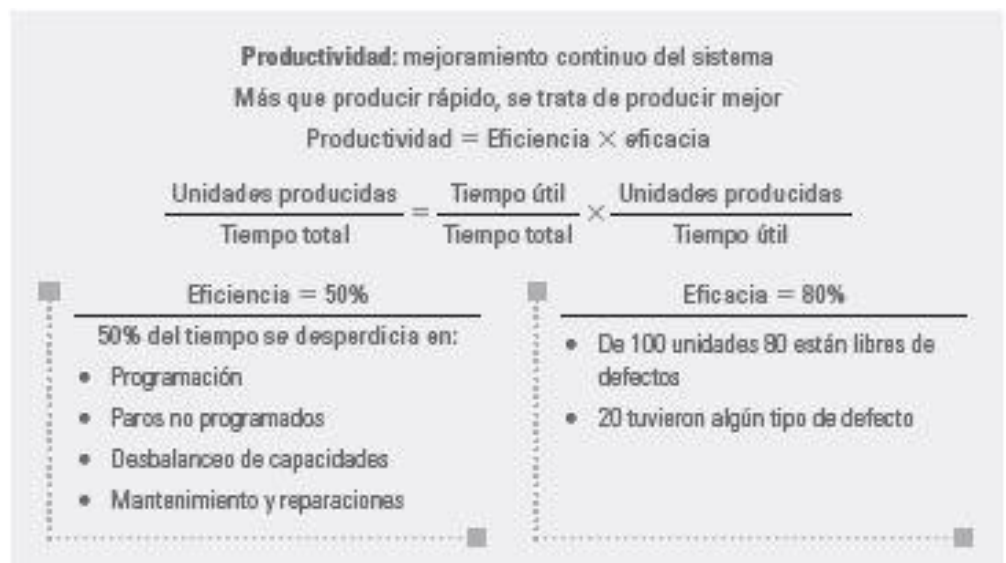 Productividad: mejoramiento continuo del sistema
Más que producir rápido, se trata de producir mejor
Productividad = Eficiencia × eficacia
Unidades producidas / Tiempo total = Tiempo útil / Tiempo total × Unidades producidas / Tiempo útil
Eficiencia = 50%
50% del tiempo se desperdicia en:
• Programación
• Paros no programados
• Desbalanceo de capacidades
• Mantenimiento y reparaciones
Eficacia = 80%
• De 100 unidades 80 están libres de
defectos
• 20 tuvieron algún tipo de defecto